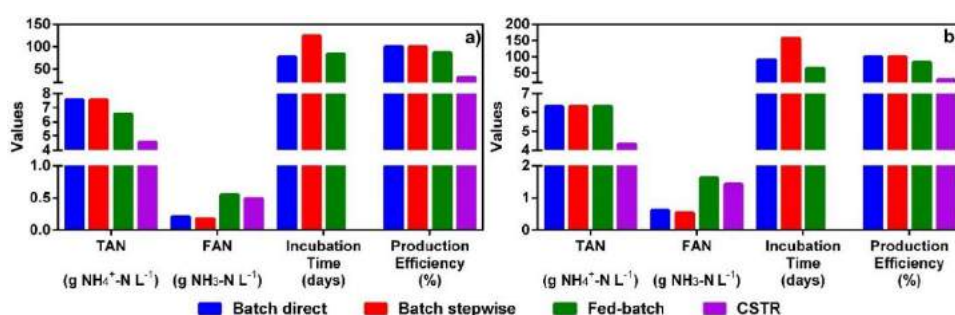 150
100
50
8
7
6
5
4
1.0
0.5
0.0
Values
a)
TAN
(g NH₄⁺-N L⁻¹)
FAN
(g NH₃-N L⁻¹)
Incubation
Time
(days)
Production
Efficiency
(%)
200
150
100
50
7
6
5
4
2
1
0
Values
b)
TAN
(g NH₄⁺-N L⁻¹)
FAN
(g NH₃-N L⁻¹)
Incubation
Time
(days)
Production
Efficiency
(%)
Batch direct Batch stepwise Fed-batch CSTR